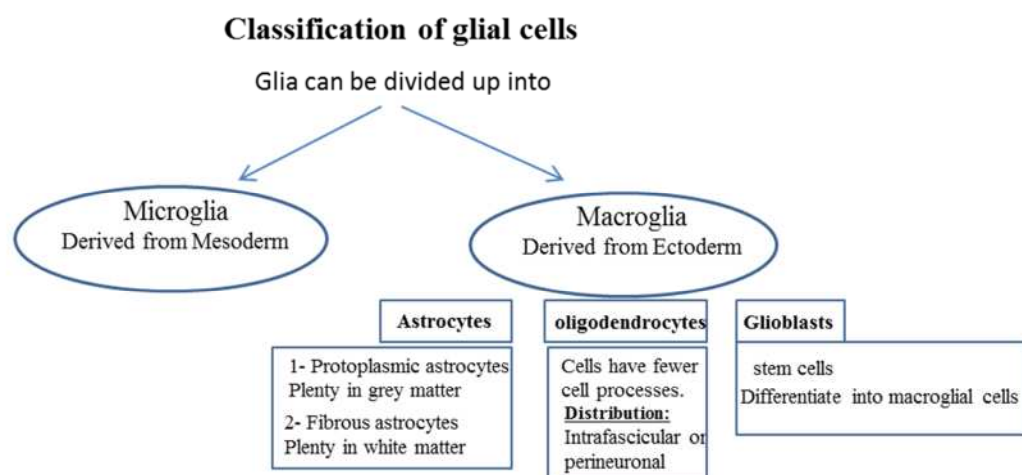 Classification of glial cells
Glia can be divided up into
Microglia
Derived from Mesoderm
Macroglia
Derived from Ectoderm
Astrocytes
1- Protoplasmic astrocytes
Plenty in grey matter
2- Fibrous astrocytes
Plenty in white matter
oligodendrocytes
Cells have fewer
cell processes.
Distribution:
Intrafascicular or
perineuronal
Glioblasts
stem cells
Differentiate into macroglial cells